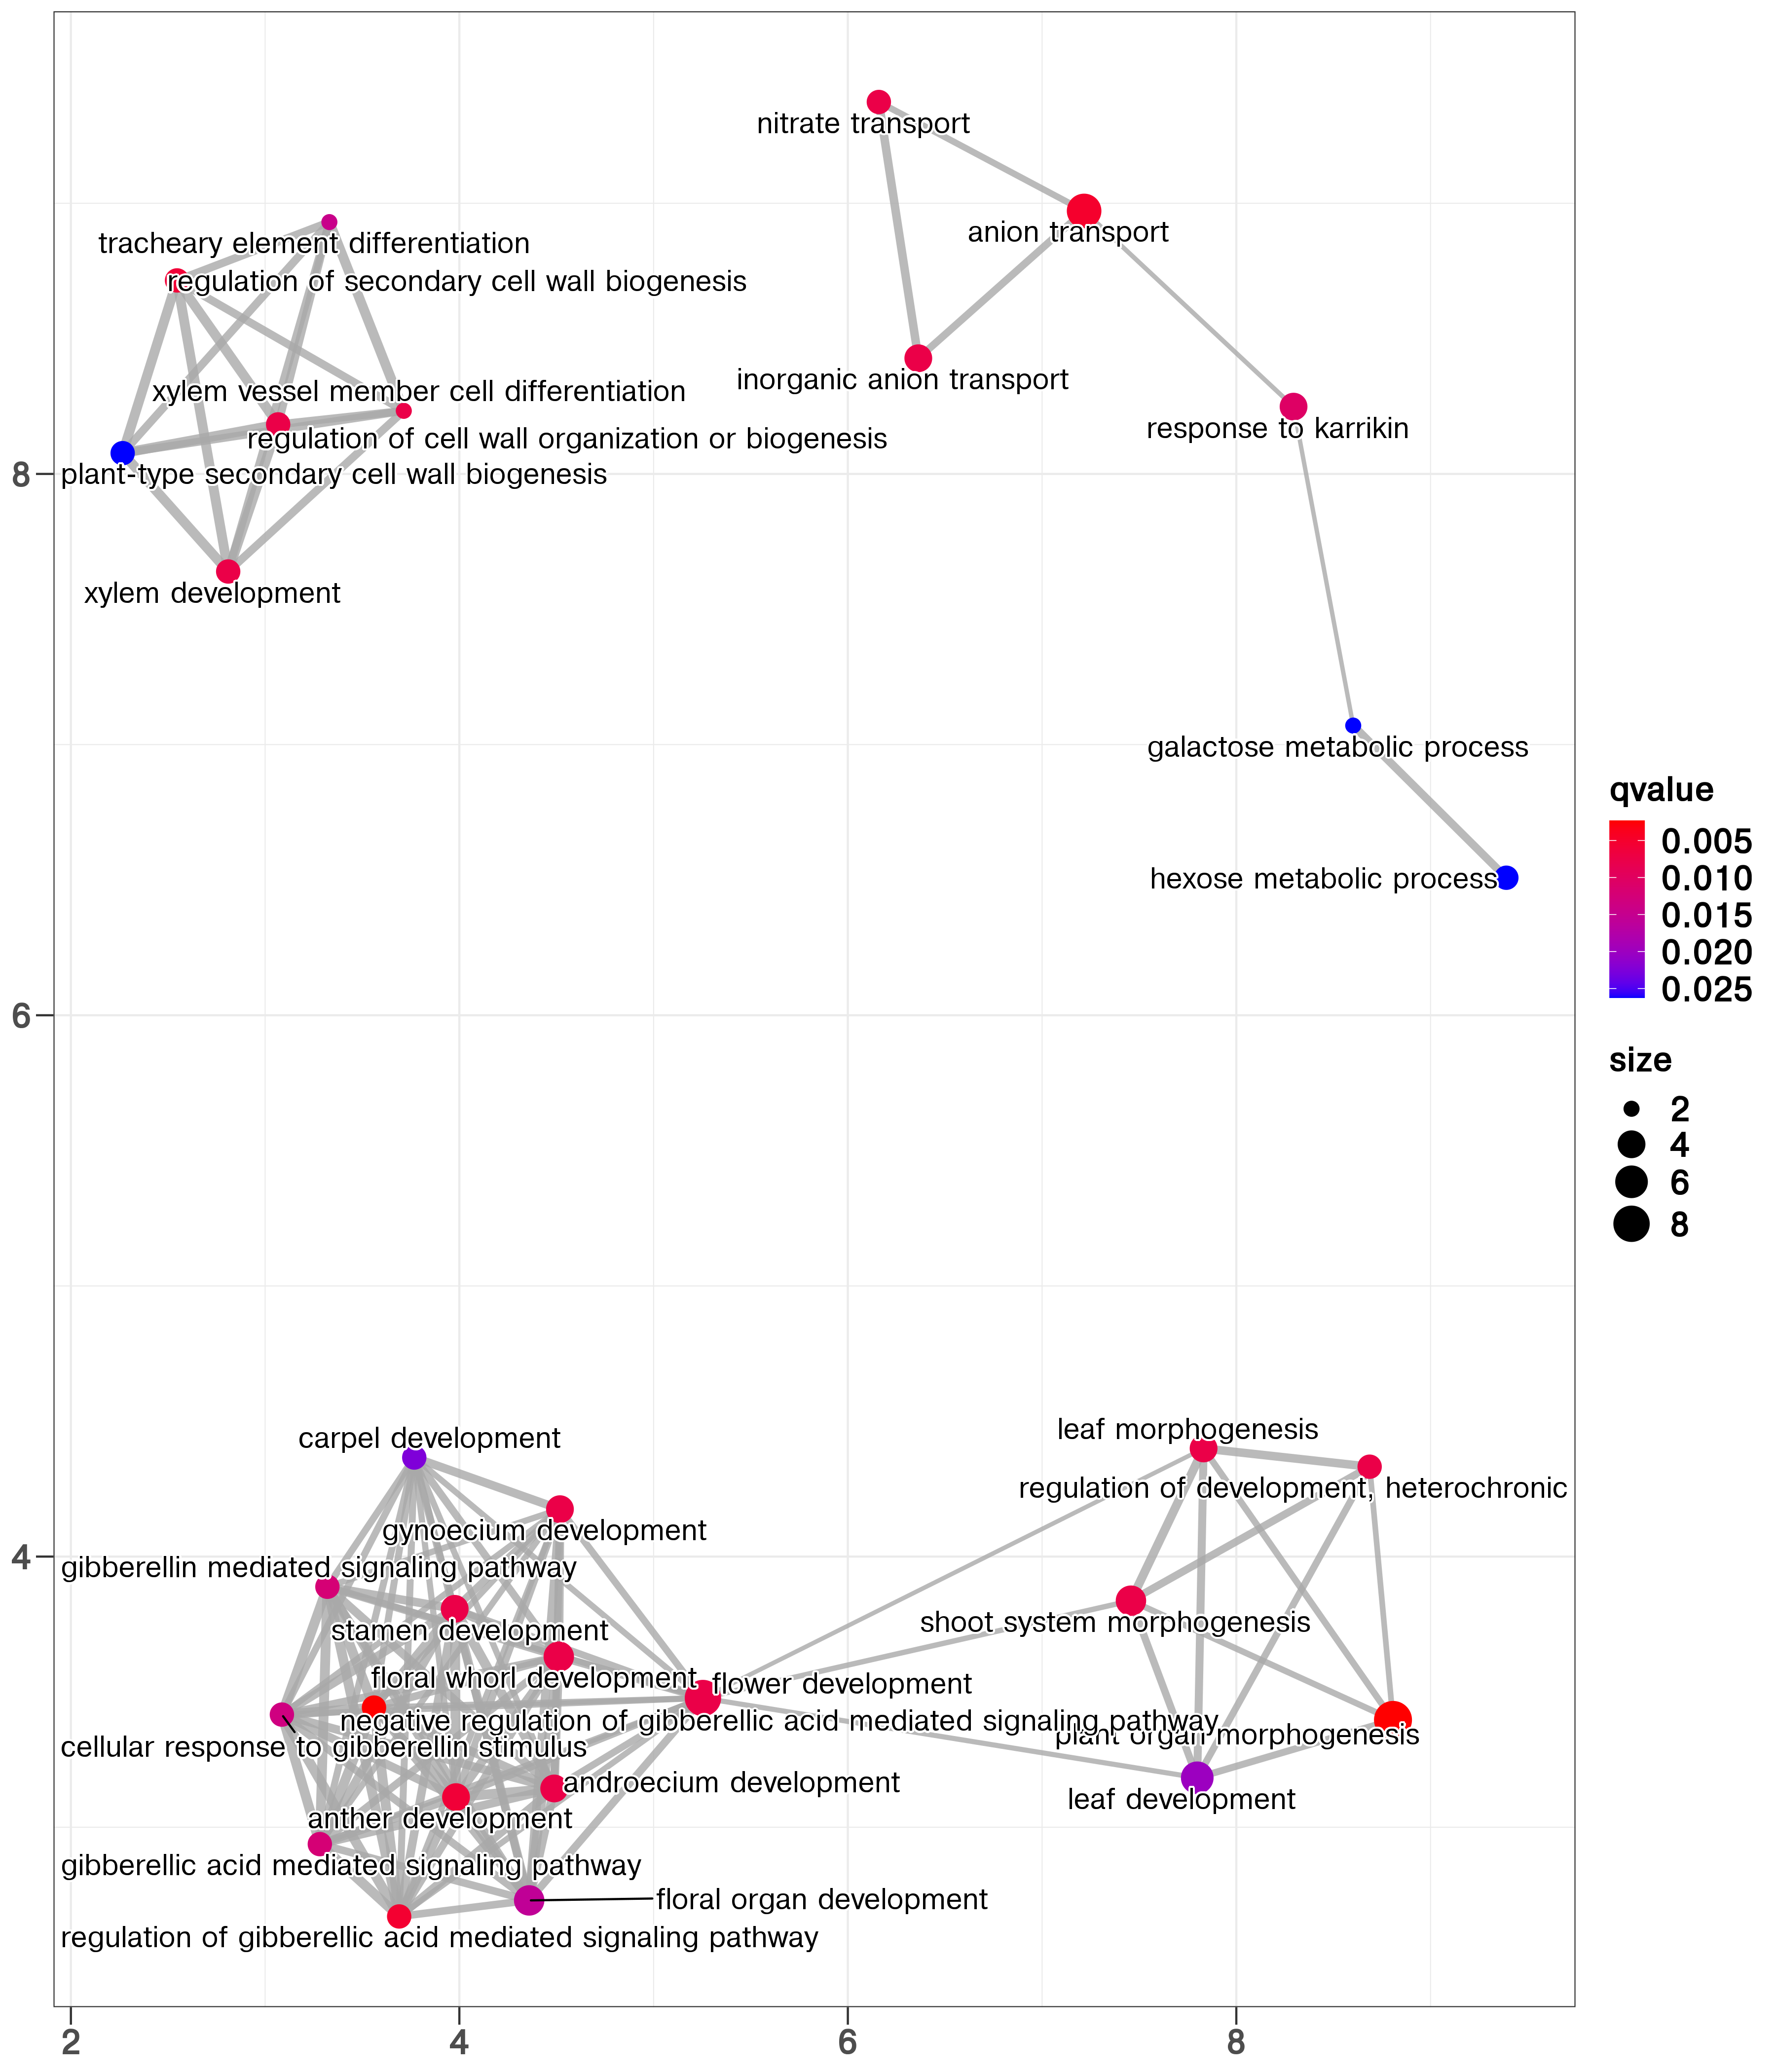 nitrate transport
anion transport
tracheary element differentiation
regulation of secondary cell wall biogenesis
inorganic anion transport
xylem vessel member cell differentiation
response to karrikin
regulation of cell wall organization or biogenesis
plant-type secondary cell wall biogenesis
8
xylem development
galactose metabolic process
hexose metabolic process
qvalue
0.005
0.010
0.015
0.020
0.025
6
size
2
4
6
8
leaf morphogenesis
carpel development
regulation of development, heterochronic
gynoecium development
4
gibberellin mediated signaling pathway
shoot system morphogenesis
stamen development
floral whorl development
flower development
negative regulation of gibberellic acid mediated signaling pathway
plant organ morphogenesis
cellular response to gibberellin stimulus
androecium development
leaf development
anther development
gibberellic acid mediated signaling pathway
floral organ development
regulation of gibberellic acid mediated signaling pathway
2
4
6
8